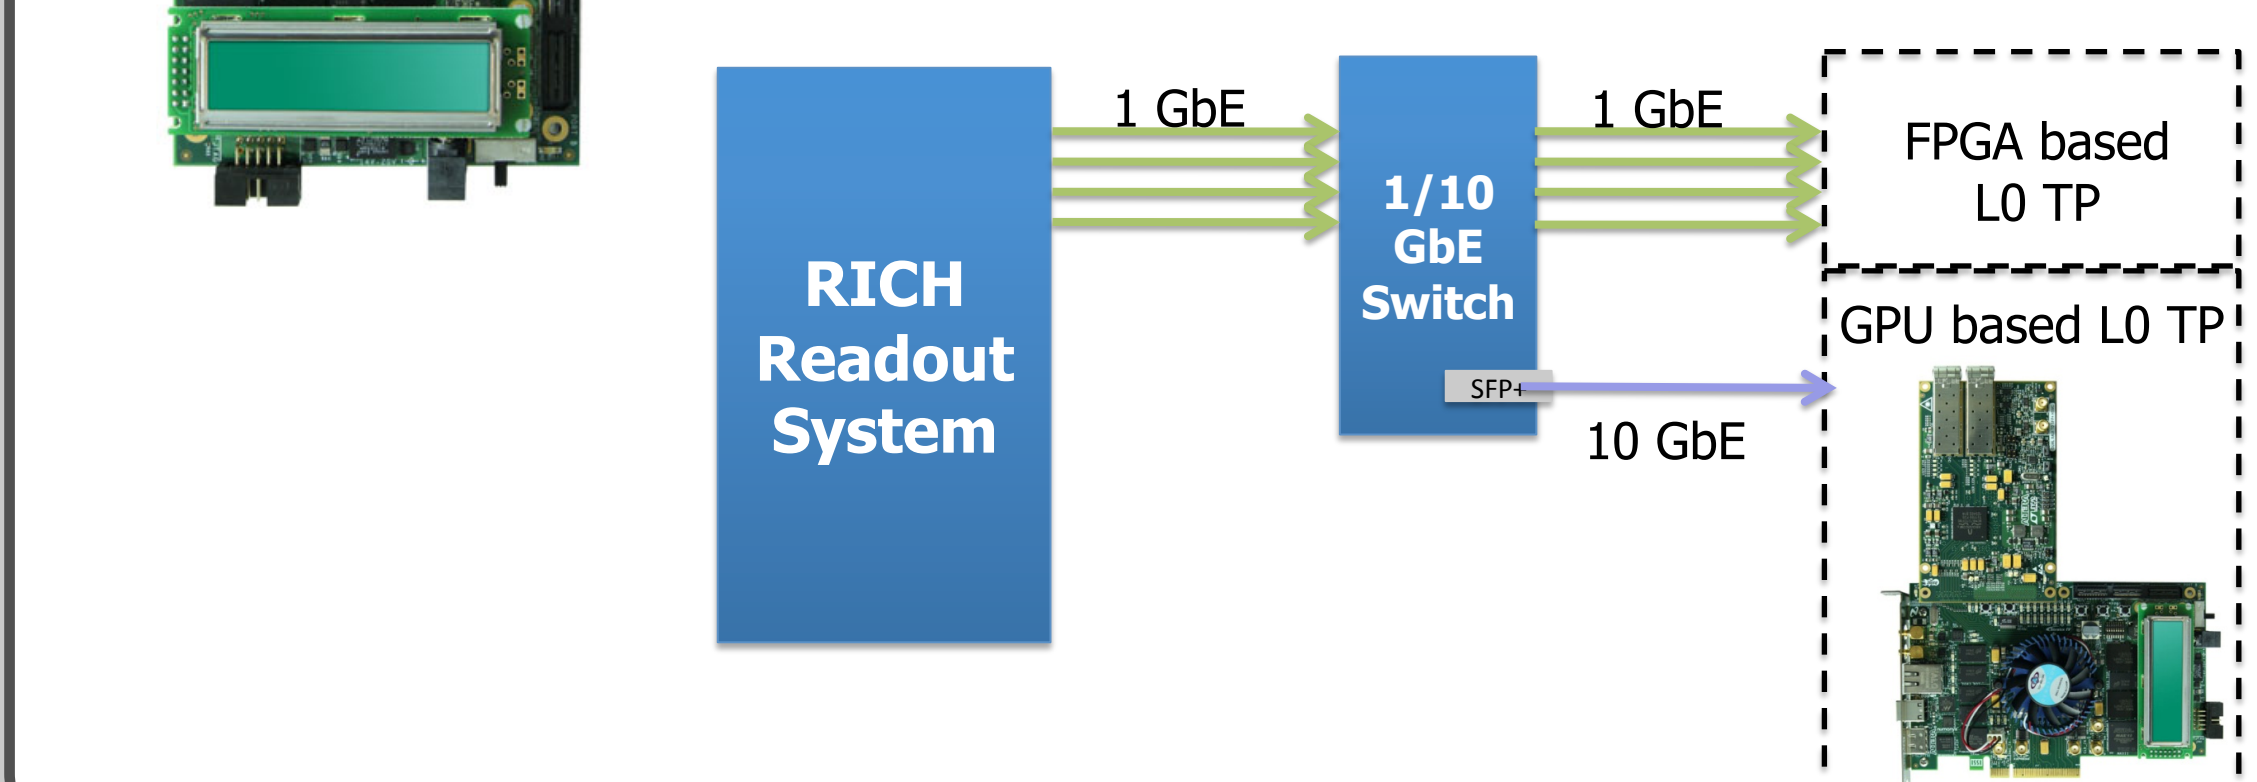 1 GbE
1 GbE
FPGA based
L0 TP
1/10
GbE
Switch
RICH
Readout
System
GPU based L0 TP
SFP+
10 GbE